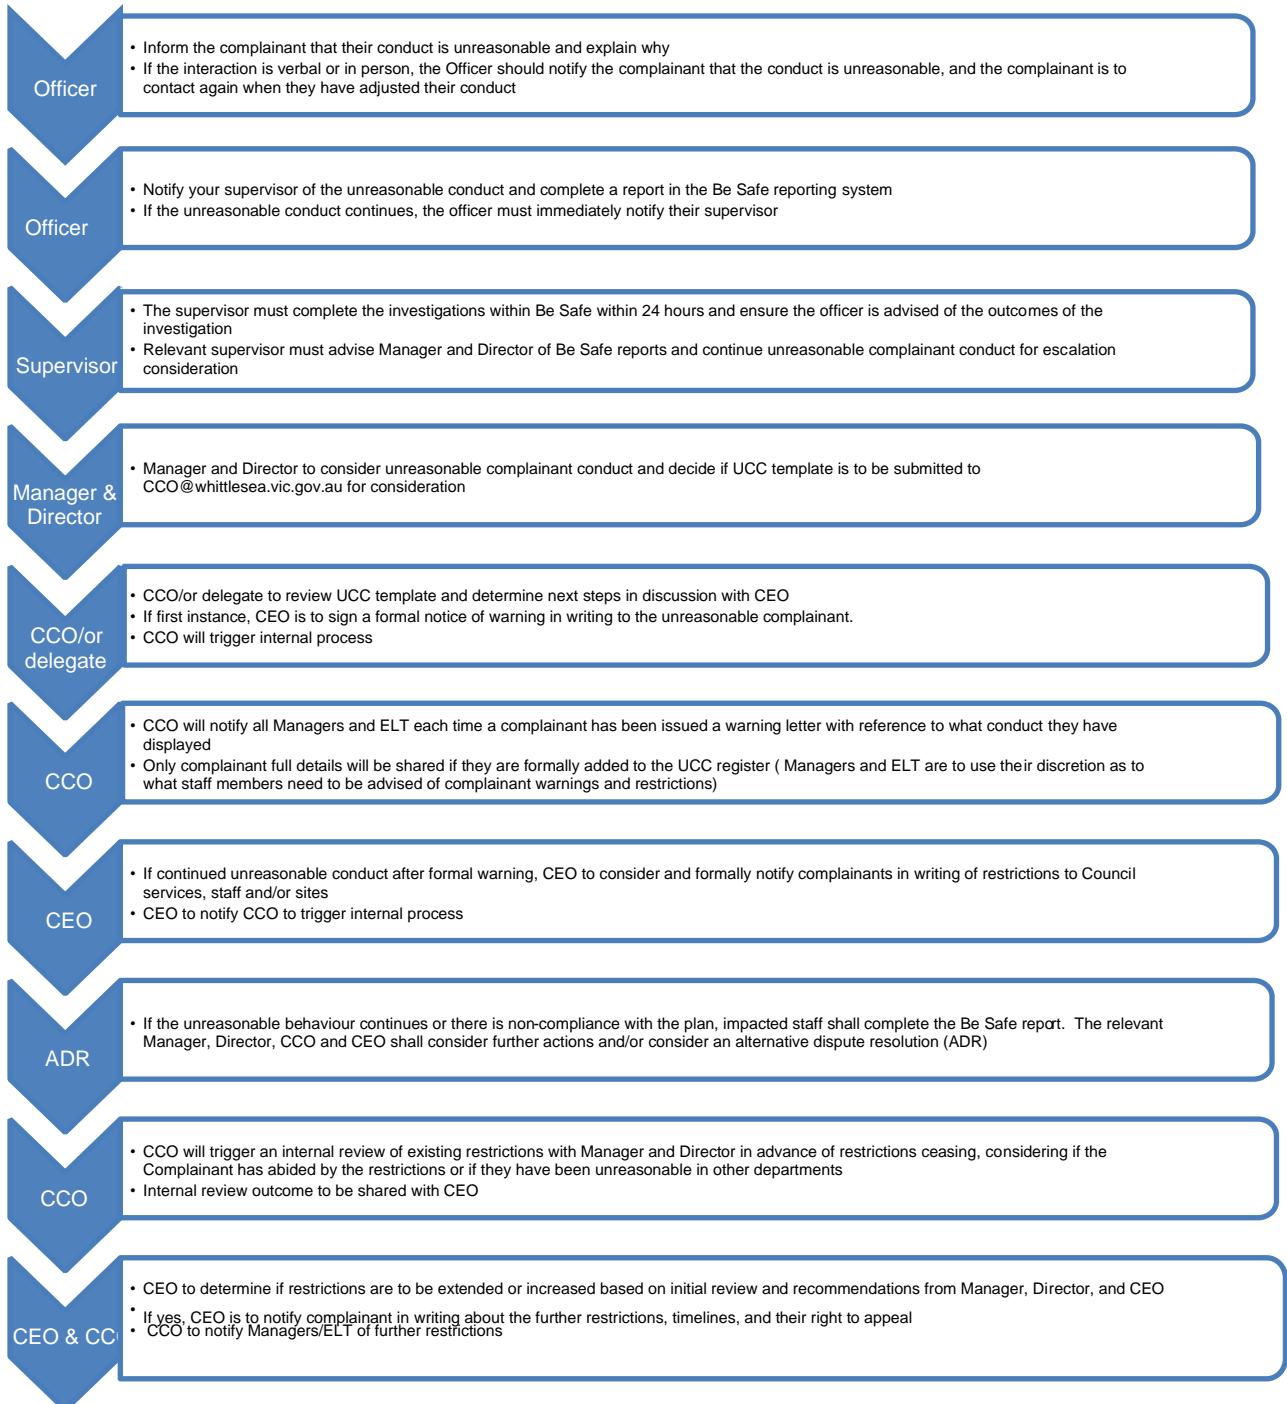 Officer
• Inform the complainant that their conduct is unreasonable and explain why
• If the interaction is verbal or in person, the Officer should notify the complainant that the conduct is unreasonable, and the complainant is to
contact again when they have adjusted their conduct
Officer
• Notify your supervisor of the unreasonable conduct and complete a report in the Be Safe reporting system
• If the unreasonable conduct continues, the officer must immediately notify their supervisor
Supervisor
• The supervisor must complete the investigations within Be Safe within 24 hours and ensure the officer is advised of the outcomes of the
investigation
• Relevant supervisor must advise Manager and Director of Be Safe reports and continue unreasonable complainant conduct for escalation
consideration
Manager &
Director
• Manager and Director to consider unreasonable complainant conduct and decide if UCC template is to be submitted to
CCO@whittlesea.vic.gov.au for consideration
CCO/or
delegate
• CCO/or delegate to review UCC template and determine next steps in discussion with CEO
• If first instance, CEO is to sign a formal notice of warning in writing to the unreasonable complainant.
• CCO will trigger internal process
CCO
• CCO will notify all Managers and ELT each time a complainant has been issued a warning letter with reference to what conduct they have
displayed
• Only complainant full details will be shared if they are formally added to the UCC register ( Managers and ELT are to use their discretion as to
what staff members need to be advised of complainant warnings and restrictions)
CEO
• If continued unreasonable conduct after formal warning, CEO to consider and formally notify complainants in writing of restrictions to Council
services, staff and/or sites
• CEO to notify CCO to trigger internal process
ADR
• If the unreasonable behaviour continues or there is non-compliance with the plan, impacted staff shall complete the Be Safe report. The relevant
Manager, Director, CCO and CEO shall consider further actions and/or consider an alternative dispute resolution (ADR)
CCO
• CCO will trigger an internal review of existing restrictions with Manager and Director in advance of restrictions ceasing, considering if the
Complainant has abided by the restrictions or if they have been unreasonable in other departments
• Internal review outcome to be shared with CEO
CEO & CC
• CEO to determine if restrictions are to be extended or increased based on initial review and recommendations from Manager, Director, and CEO
• If yes, CEO is to notify complainant in writing about the further restrictions, timelines, and their right to appeal
• CCO to notify Managers/ELT of further restrictions